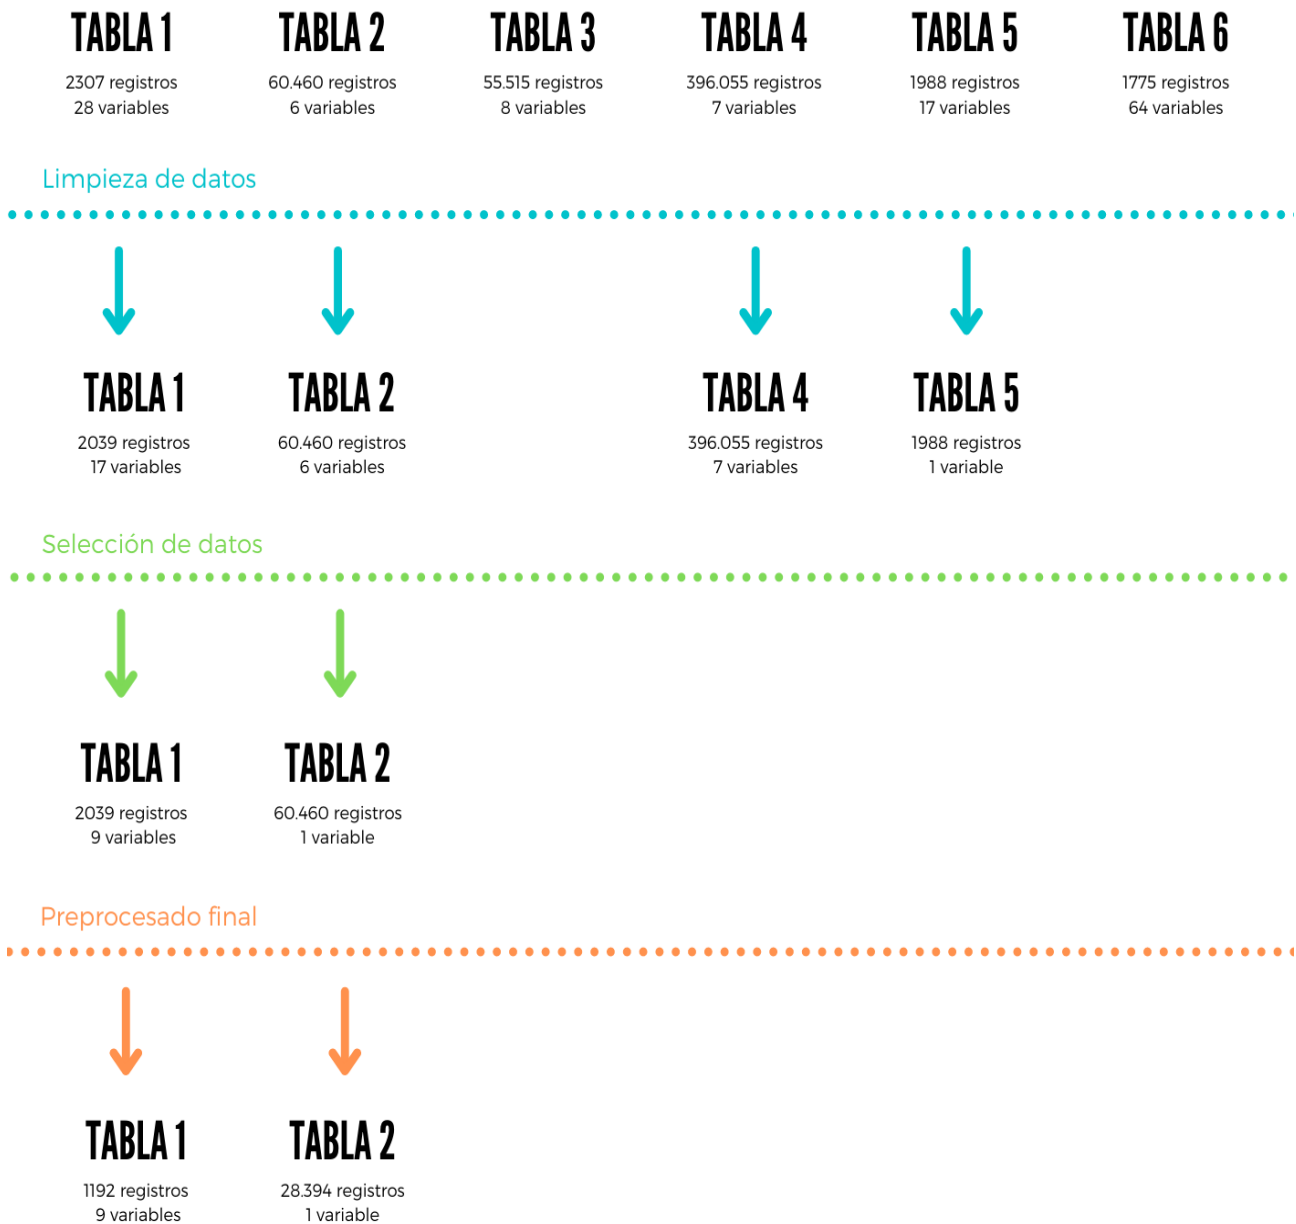 TABLA 1
2307 registros
28 variables
TABLA 2
60.460 registros
6 variables
TABLA 3
55.515 registros
8 variables
TABLA 4
396.055 registros
7 variables
TABLA 5
1988 registros
17 variables
TABLA 6
1775 registros
64 variables
Limpieza de datos
TABLA 1
2039 registros
17 variables
TABLA 2
60.460 registros
6 variables
TABLA 4
396.055 registros
7 variables
TABLA 5
1988 registros
1 variable
Selección de datos
TABLA 1
2039 registros
9 variables
TABLA 2
60.460 registros
1 variable
Preprocesado final
TABLA 1
1192 registros
9 variables
TABLA 2
28.394 registros
1 variable